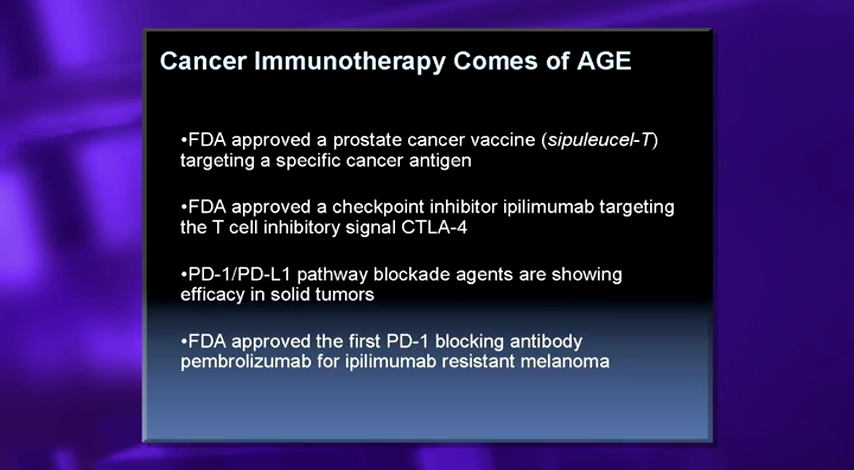 Cancer Immunotherapy Comes of AGE
•FDA approved a prostate cancer vaccine (sipuleucel-T)
targeting a specific cancer antigen
•FDA approved a checkpoint inhibitor ipilimumab targeting
the T cell inhibitory signal CTLA-4
•PD-1/PD-L1 pathway blockade agents are showing
efficacy in solid tumors
•FDA approved the first PD-1 blocking antibody
pembrolizumab for ipilimumab resistant melanoma